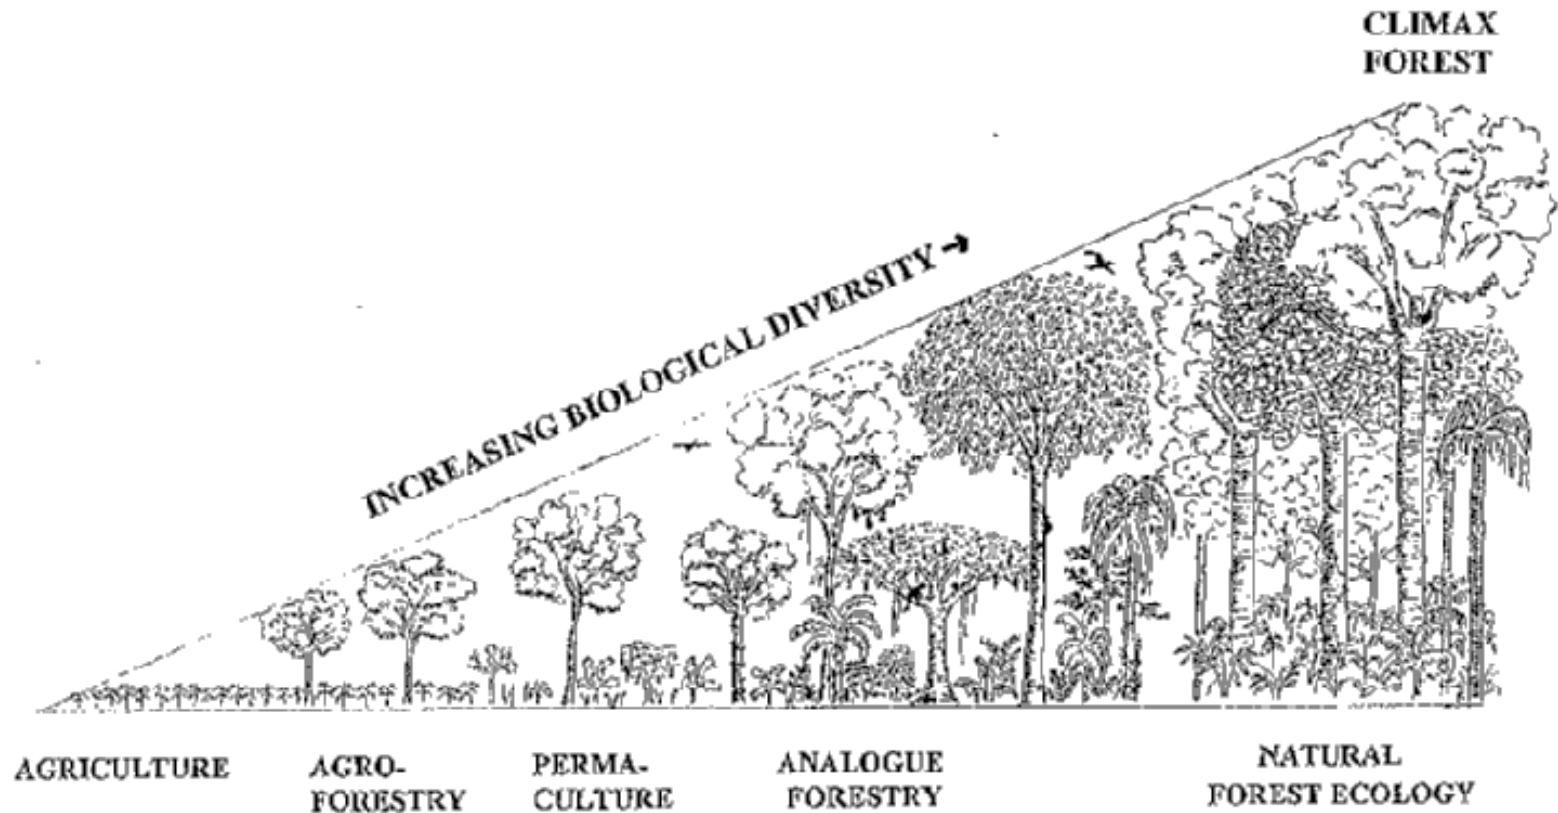 CLIMAX
FOREST
INCREASING BIOLOGICAL DIVERSITY →
AGRICULTURE
AGRO-
FORESTRY
PERMA-
CULTURE
ANALOGUE
FORESTRY
NATURAL
FOREST ECOLOGY